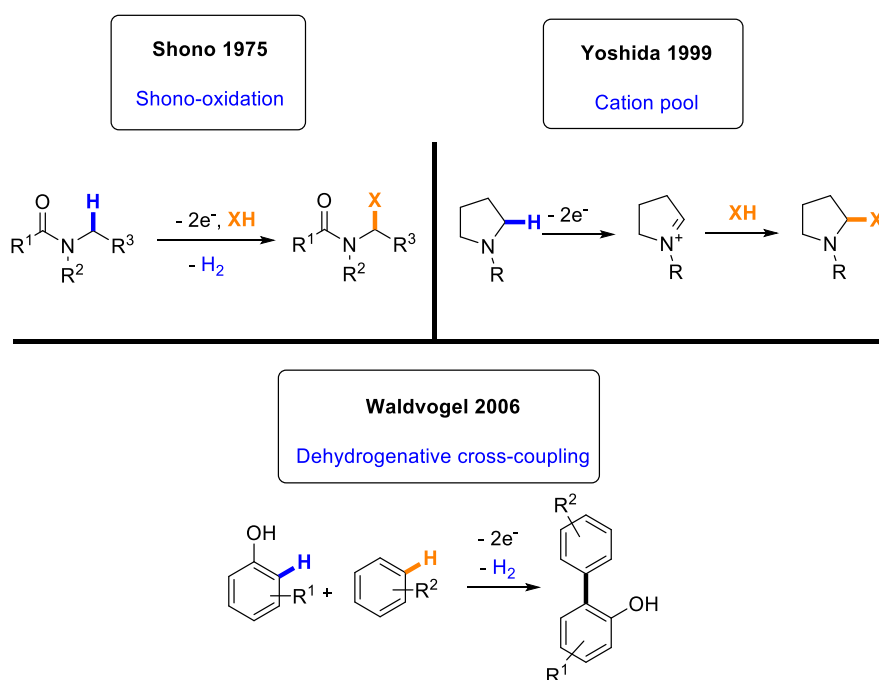 Shono 1975
Shono-oxidation
Yoshida 1999
Cation pool
O
H
R¹
N
R³
R²
- 2e⁻, XH
- H₂
O
X
R¹
N
R³
R²
H
N
R
- 2e⁻
N⁺
R
XH
X
N
R
Waldvogel 2006
Dehydrogenative cross-coupling
OH
H
R¹
+
H
R²
- 2e⁻
- H₂
R²
OH
R¹